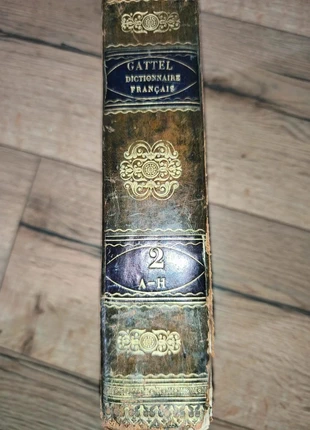 GATTEL
DICTIONNAIRE
FRANÇAIS
2
A-H